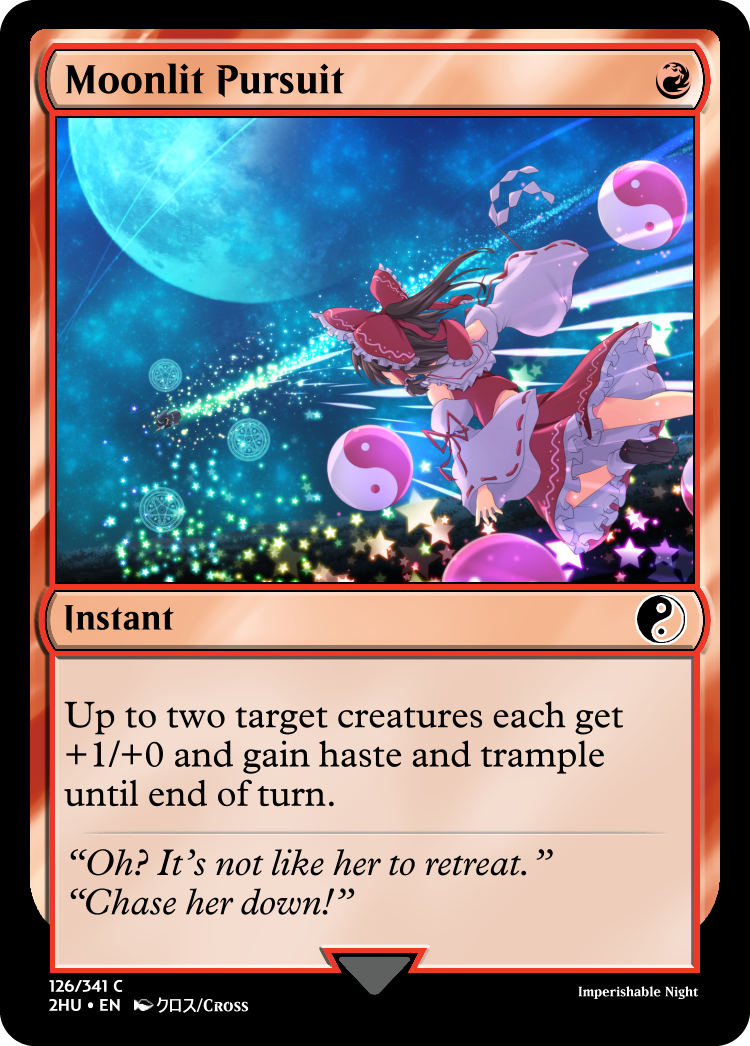 Moonlit Pursuit
Instant
Up to two target creatures each get
+1/+0 and gain haste and trample
until end of turn.
“Oh? It’s not like her to retreat.”
“Chase her down!”
126/341 C
2HU • EN クロス/Cross
Imperishable Night